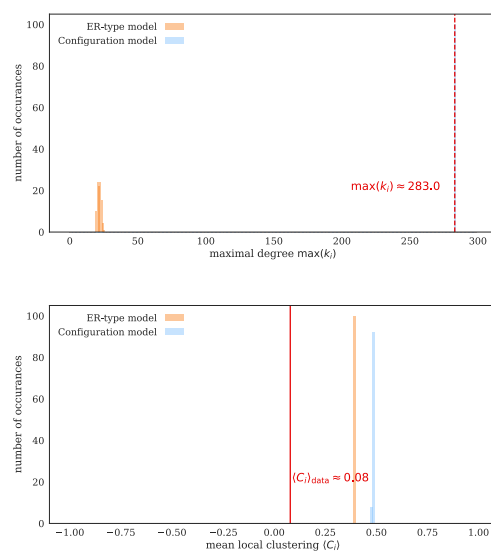 100
80
60
40
20
0
number of occurances
ER-type model
Configuration model
max(kᵢ) ≈ 283.0
0 50 100 150 200 250 300
maximal degree max(kᵢ)
100
80
60
40
20
0
number of occurances
ER-type model
Configuration model
⟨Cᵢ⟩data ≈ 0.08
−1.00 −0.75 −0.50 −0.25 0.00 0.25 0.50 0.75 1.00
mean local clustering ⟨Cᵢ⟩